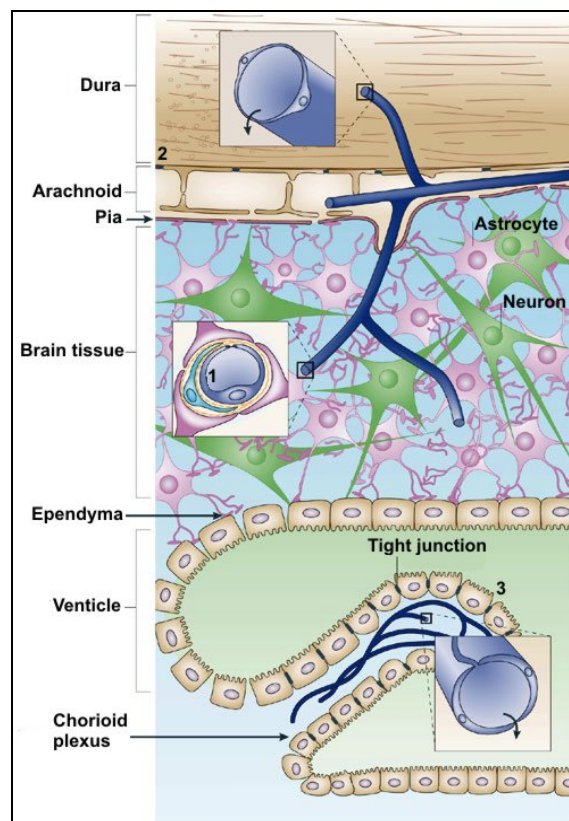 Dura
2
Arachnoid
Pia
Astrocyte
Neuron
Brain tissue
1
Ependyma
Tight junction
Venticle
3
Chorioid
plexus